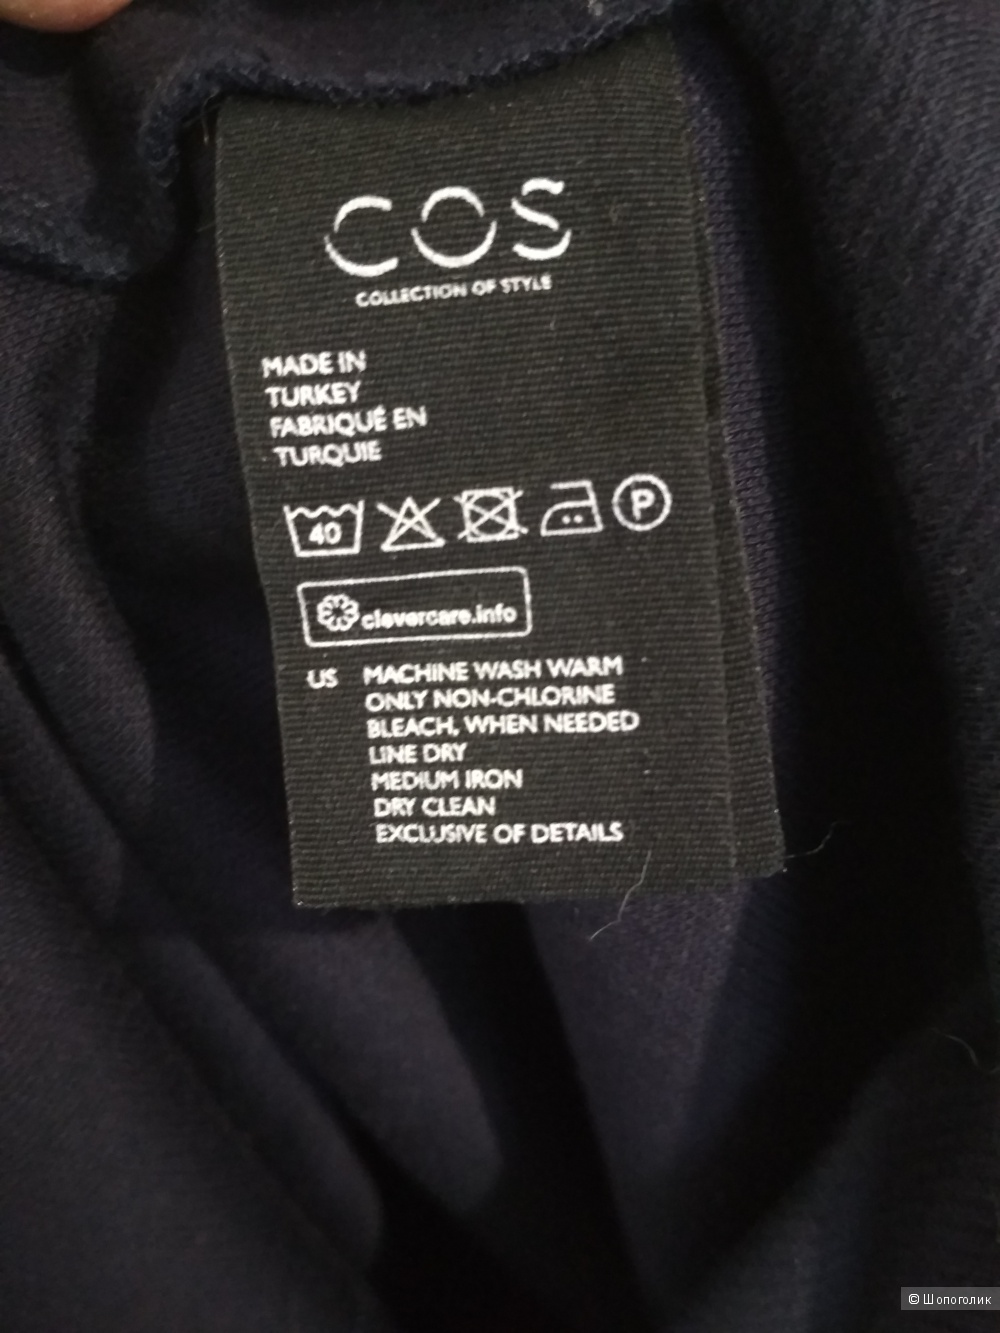 COS
COLLECTION OF STYLE
MADE IN
TURKEY
FABRIQUÉ EN
TURQUIE
40
P
clevercare.info
US MACHINE WASH WARM
ONLY NON-CHLORINE
BLEACH, WHEN NEEDED
LINE DRY
MEDIUM IRON
DRY CLEAN
EXCLUSIVE OF DETAILS
© Шопоголик